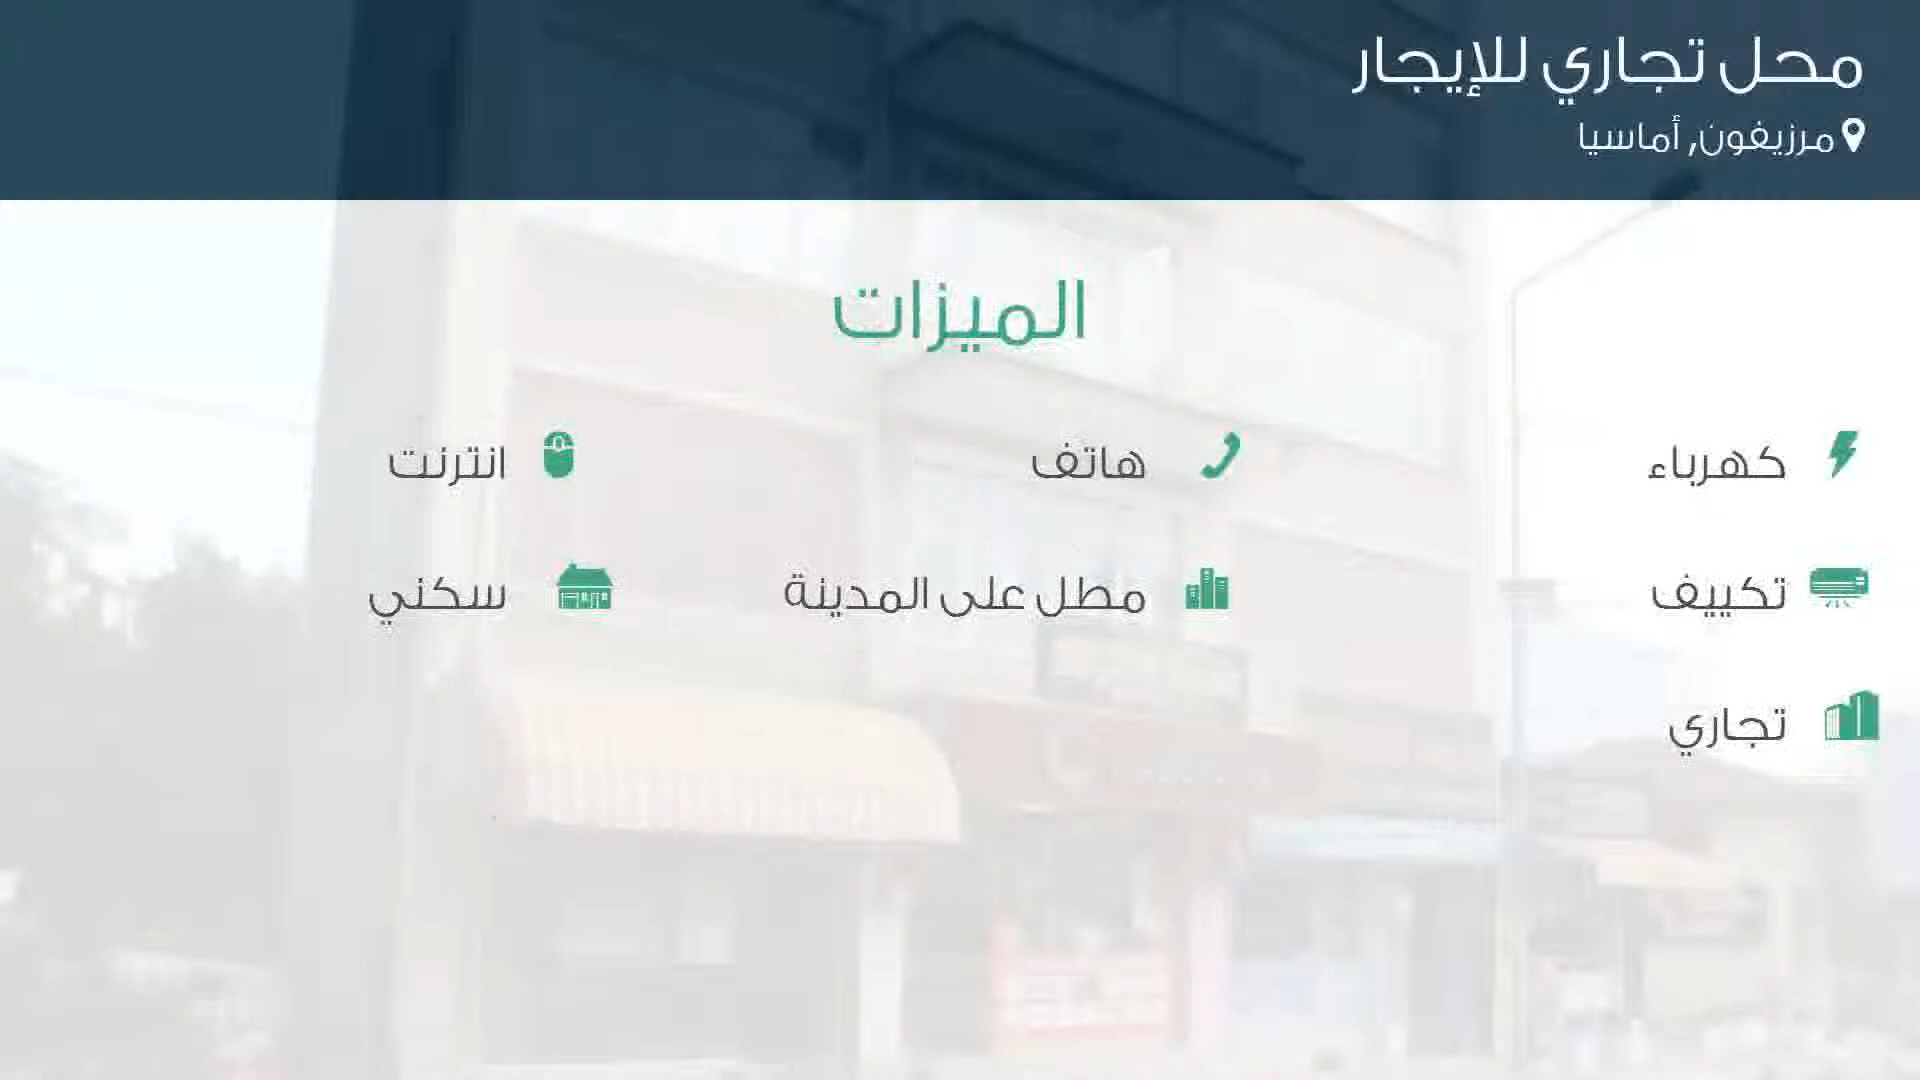 محل تجاري للإيجار
مرزيفون, أماسيا
الميزات
كهرباء
هاتف
انترنت
تكييف
مطل على المدينة
سكني
تجاري